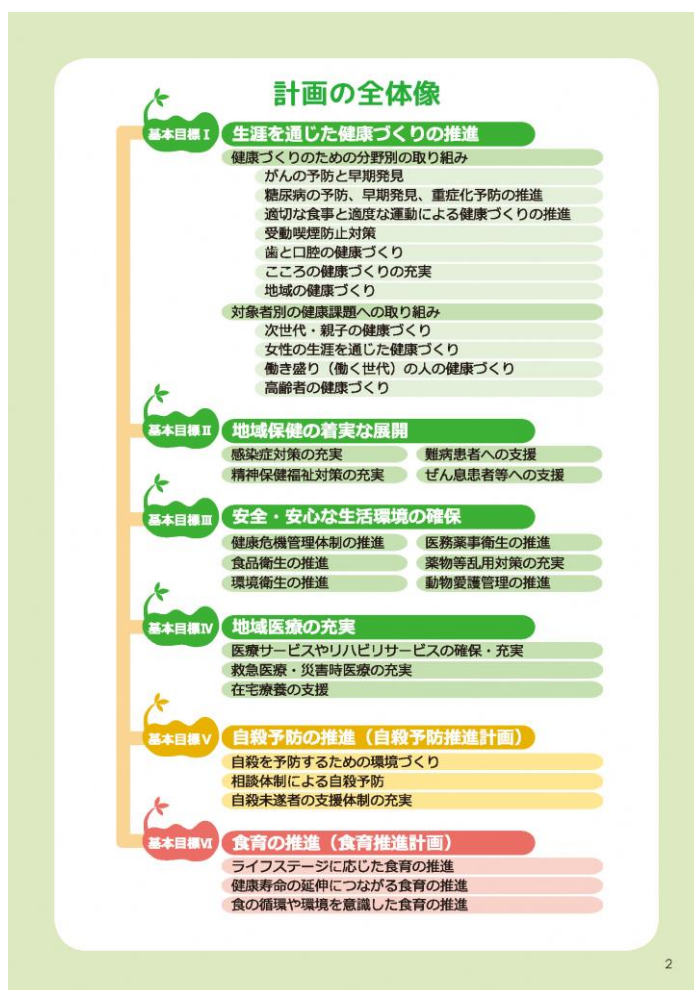 計画の全体像
基本目標Ⅰ 生涯を通じた健康づくりの推進
健康づくりのための分野別の取り組み
がんの予防と早期発見
糖尿病の予防、早期発見、重症化予防の推進
適切な食事と適度な運動による健康づくりの推進
受動喫煙防止対策
歯と口腔の健康づくり
こころの健康づくりの充実
地域の健康づくり
対象者別の健康課題への取り組み
次世代・親子の健康づくり
女性の生涯を通じた健康づくり
働き盛り（働く世代）の人の健康づくり
高齢者の健康づくり
基本目標Ⅱ 地域保健の着実な展開
感染症対策の充実 難病患者への支援
精神保健福祉対策の充実 ぜん息患者等への支援
基本目標Ⅲ 安全・安心な生活環境の確保
健康危機管理体制の推進 医務薬事衛生の推進
食品衛生の推進 薬物等乱用対策の充実
環境衛生の推進 動物愛護管理の推進
基本目標Ⅳ 地域医療の充実
医療サービスやリハビリサービスの確保・充実
救急医療・災害時医療の充実
在宅療養の支援
基本目標Ⅴ 自殺予防の推進（自殺予防推進計画）
自殺を予防するための環境づくり
相談体制による自殺予防
自殺未遂者の支援体制の充実
基本目標Ⅵ 食育の推進（食育推進計画）
ライフステージに応じた食育の推進
健康寿命の延伸につながる食育の推進
食の循環や環境を意識した食育の推進
2